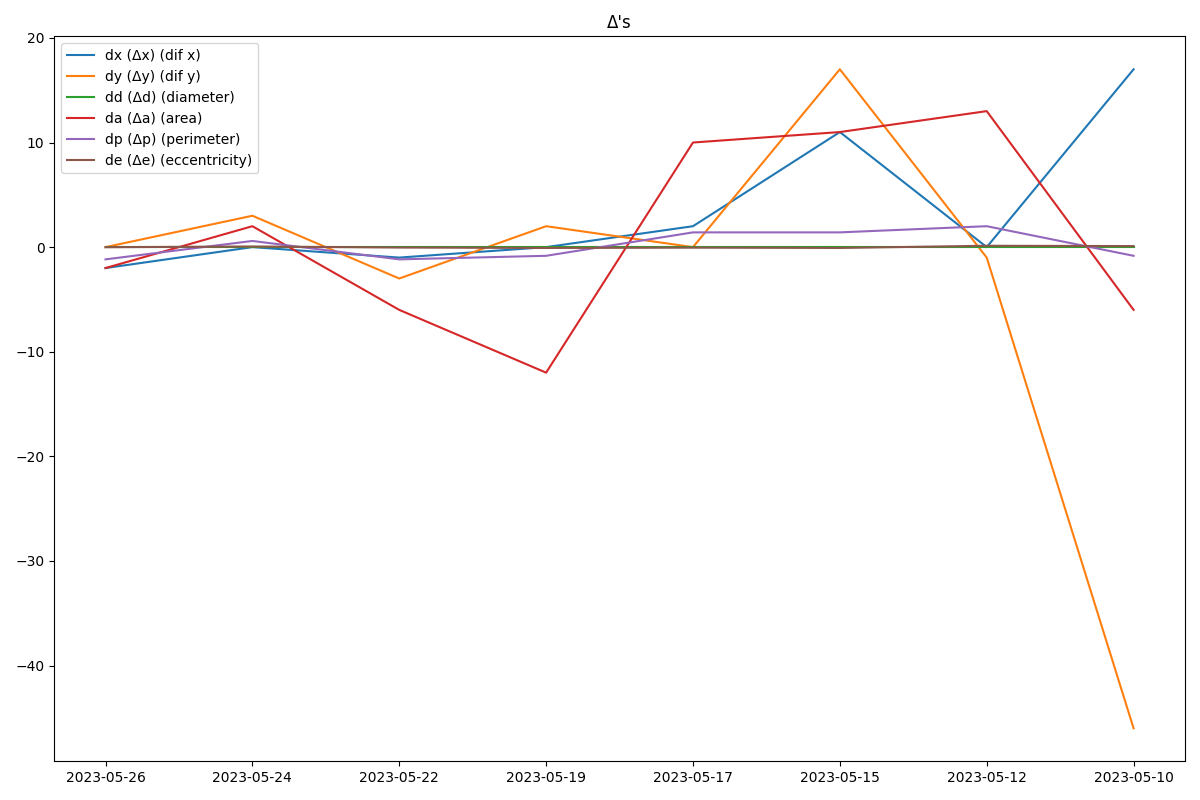 Δ's
dx (Δx) (dif x)
dy (Δy) (dif y)
dd (Δd) (diameter)
da (Δa) (area)
dp (Δp) (perimeter)
de (Δe) (eccentricity)
20
10
0
−10
−20
−30
−40
2023-05-26 2023-05-24 2023-05-22 2023-05-19 2023-05-17 2023-05-15 2023-05-12 2023-05-10